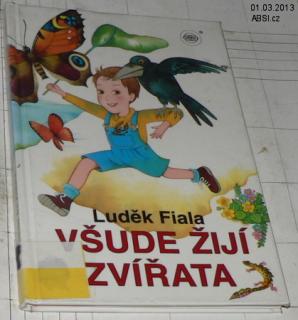 01.03.2013
ABSI.cz
Luděk Fiala
VŠUDE ŽIJÍ
ZVÍŘATA